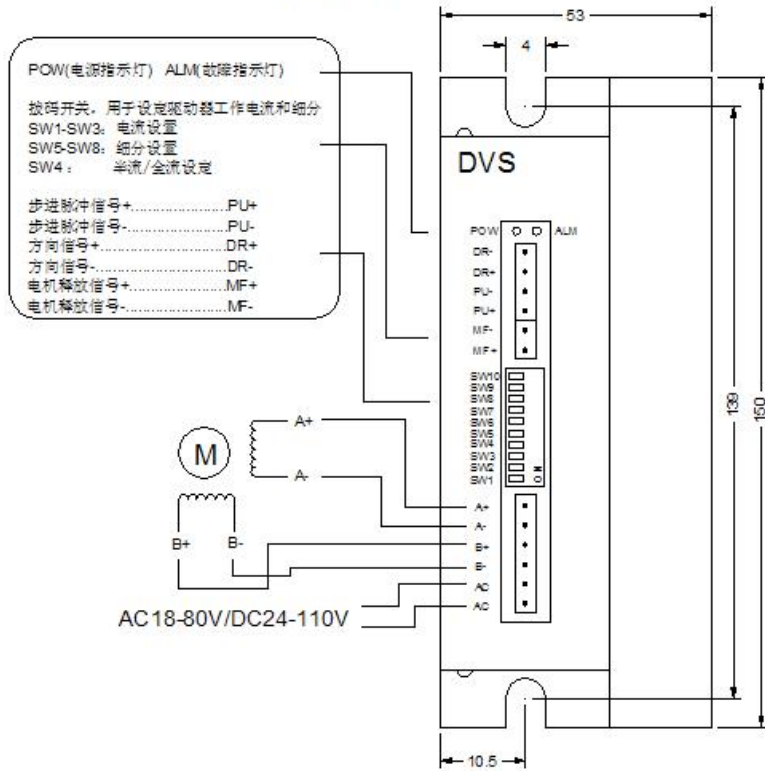 53
4
POW(电源指示灯) ALM(故障指示灯)
拨码开关，用于设定驱动器工作电流和细分
SW1-SW3：电流设置
SW5-SW8：细分设置
SW4： 半流/全流设定
步进脉冲信号+.......................PU+
步进脉冲信号-.......................PU-
方向信号+.............................DR+
方向信号-.............................DR-
电机释放信号+.......................MF+
电机释放信号-.......................MF-
DVS
POW ALM
DR-
DR+
PU-
PU+
MF-
MF+
SW10
SW9
SW8
SW7
SW6
SW5
SW4
SW3
SW2
SW1
ON
A+
A-
B+
B-
AC
AC
M
A+
A-
B+ B-
AC18-80V/DC24-110V
139
150
10.5